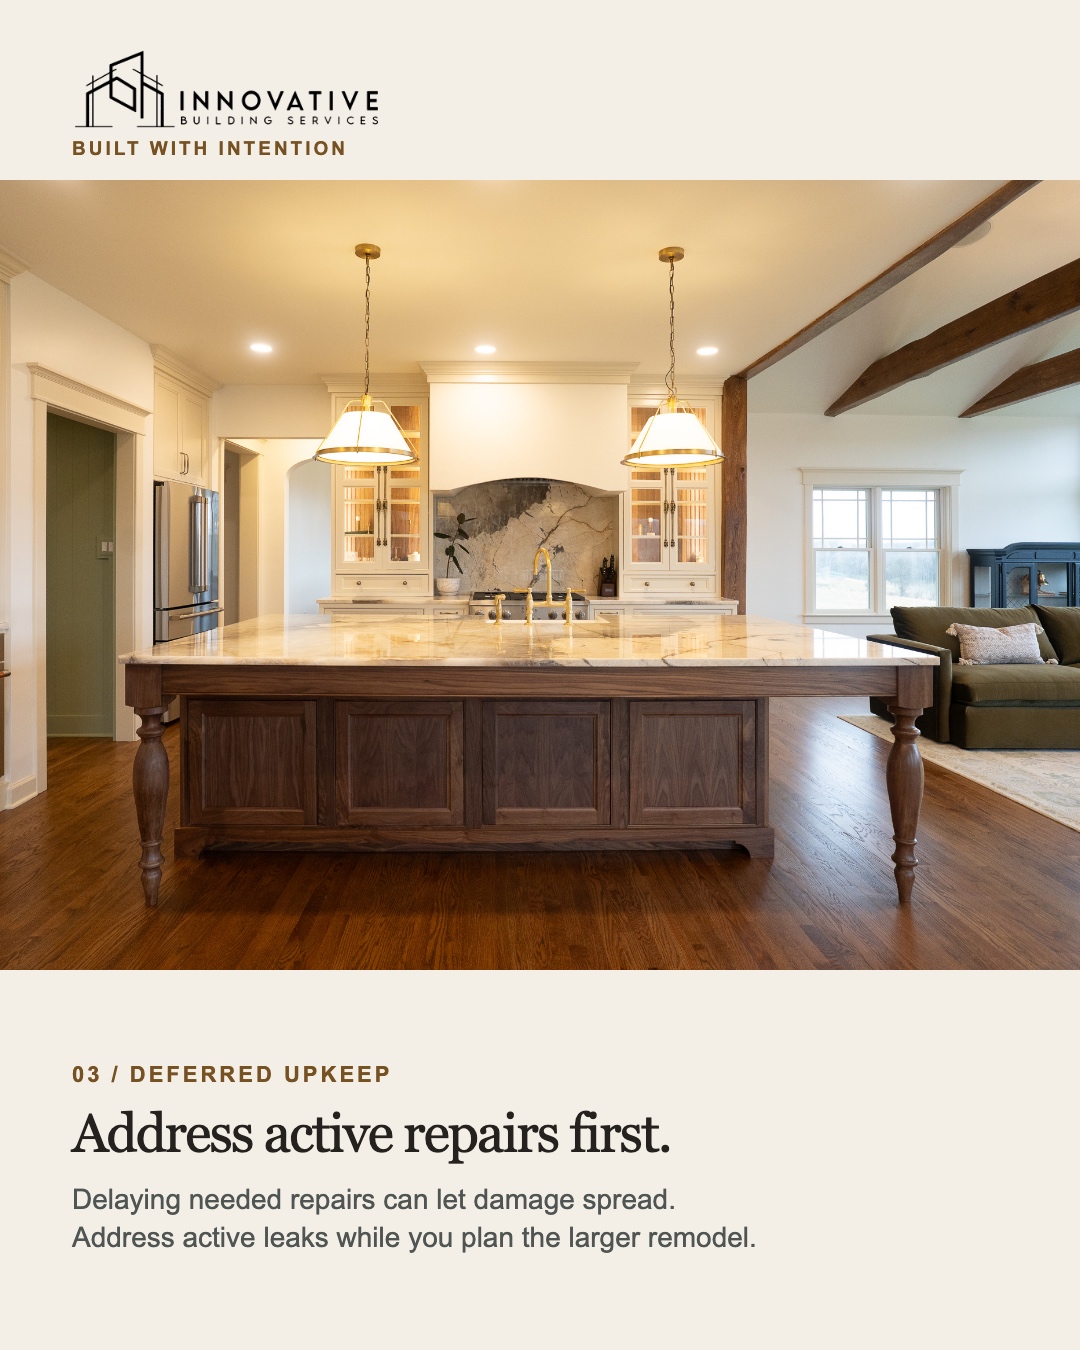 INNOVATIVE
BUILDING SERVICES
BUILT WITH INTENTION
03 / DEFERRED UPKEEP
Address active repairs first.
Delaying needed repairs can let damage spread.
Address active leaks while you plan the larger remodel.